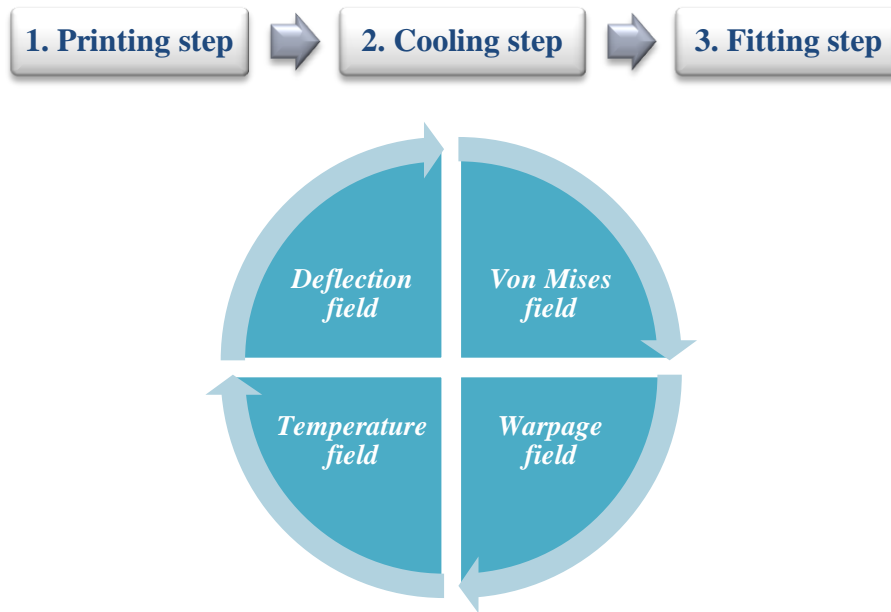 1. Printing step
2. Cooling step
3. Fitting step
Deflection
field
Von Mises
field
Temperature
field
Warpage
field